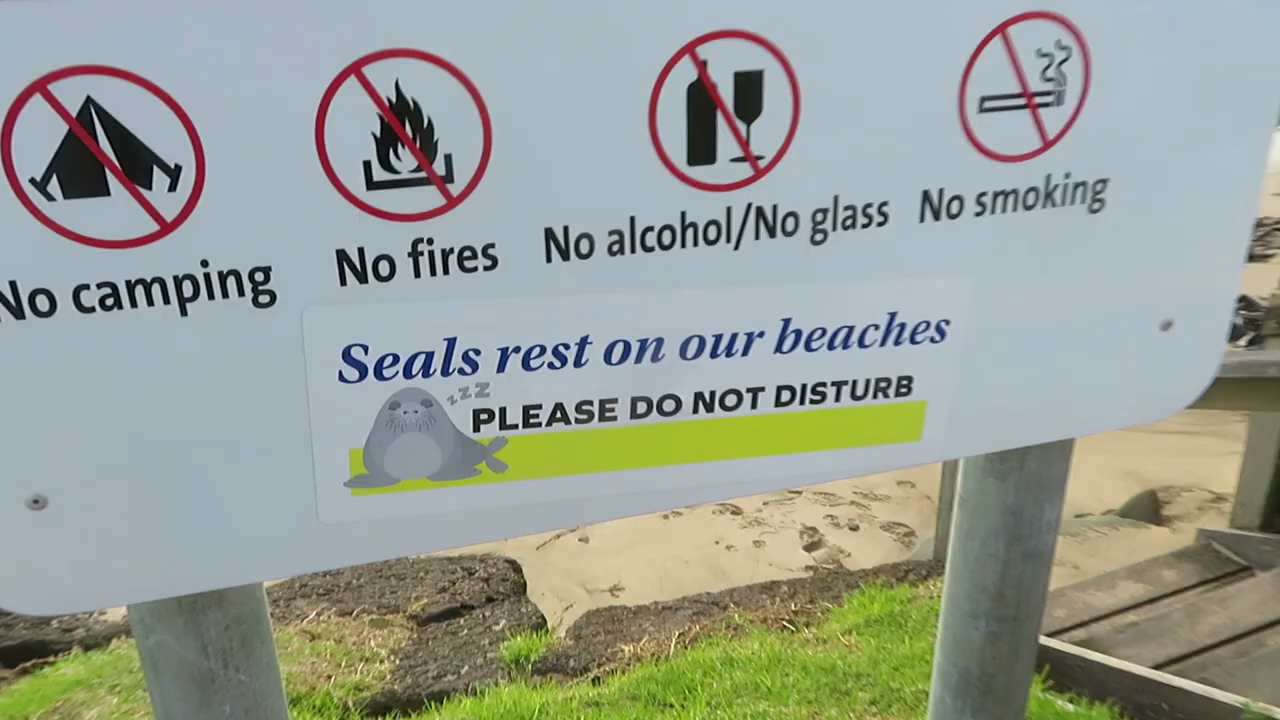 No camping
No fires
No alcohol/No glass
No smoking
Seals rest on our beaches
zzz
PLEASE DO NOT DISTURB